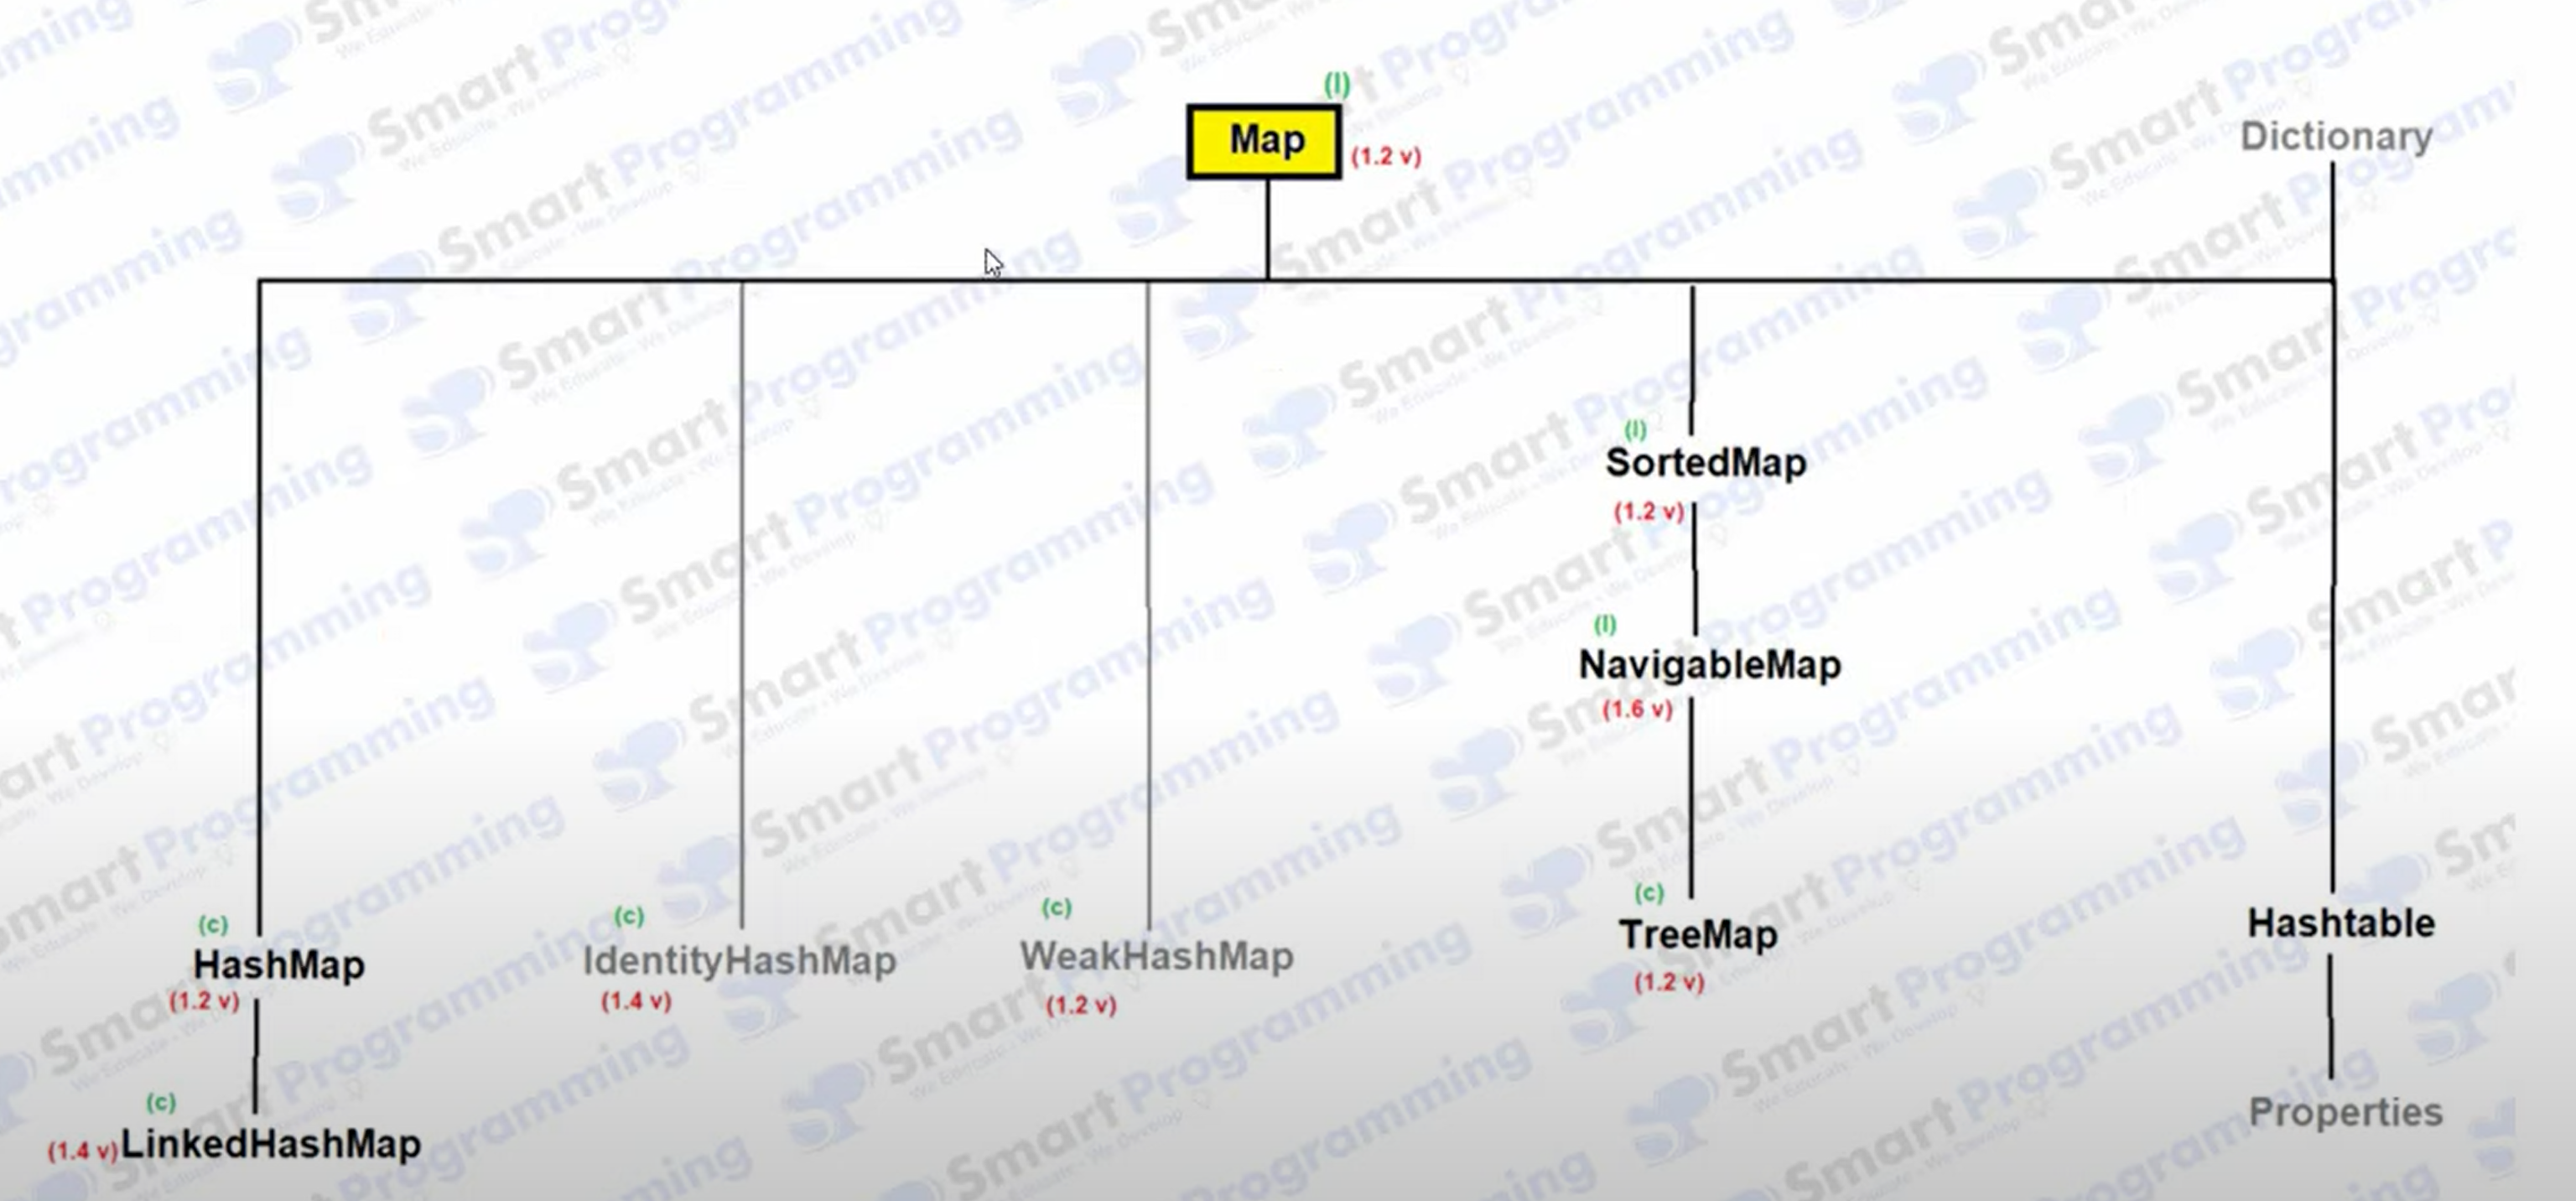 (I)
Map
(1.2 v)
Dictionary
(I)
SortedMap
(1.2 v)
(I)
NavigableMap
(1.6 v)
(c)
HashMap
(1.2 v)
(c)
IdentityHashMap
(1.4 v)
(c)
WeakHashMap
(1.2 v)
(c)
TreeMap
(1.2 v)
Hashtable
(c)
(1.4 v) LinkedHashMap
Properties
Smart Programming
We Educate - We Develop